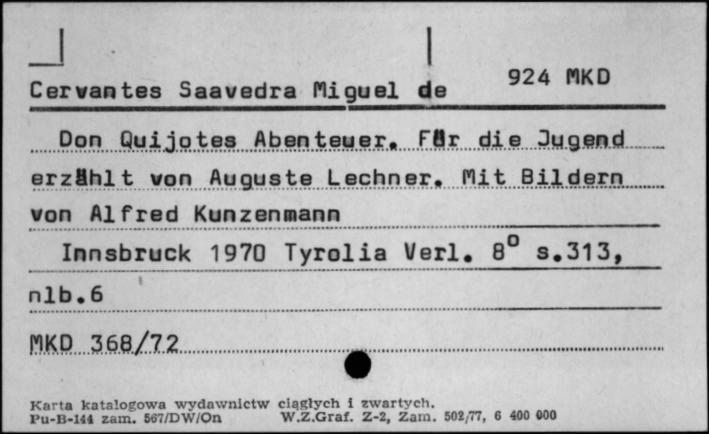 Cervantes Saavedra Miguel de 924 MKD
Don Quijotes Abenteuer. Für die Jugend
erzählt von Auguste Lechner. Mit Bildern
von Alfred Kunzenmann
Innsbruck 1970 Tyrolia Verl. 8° s.313,
nlb.6
MKD 368/72
Karta katalogowa wydawnictw ciągłych i zwartych.
Pu-B-144 zam. 567/DW/On W.Z.Graf. Z-2, Zam. 502/77, 6 400 000